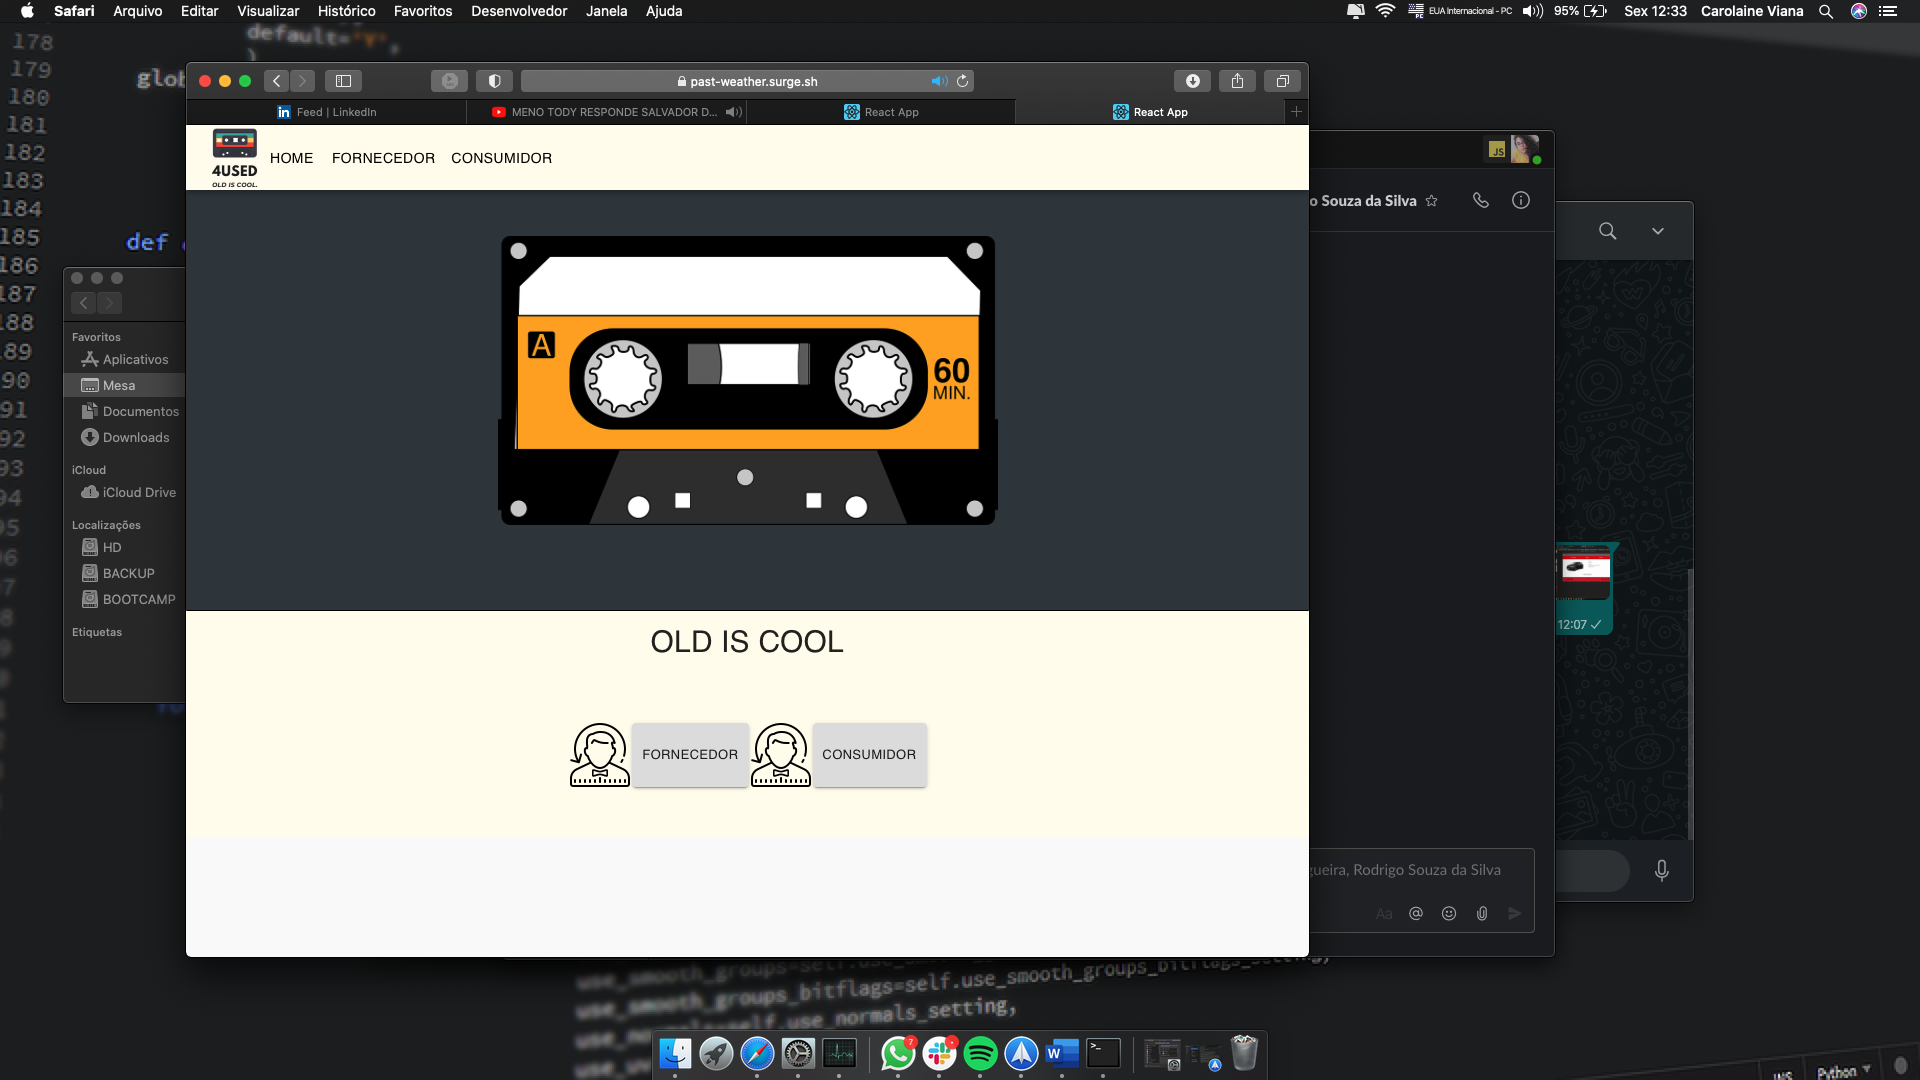 Safari Arquivo Editar Visualizar Histórico Favoritos Desenvolvedor Janela Ajuda
EUA Internacional - PC 95% Sex 12:33 Carolaine Viana
178 default='Y',
179 )
180
181
182
183
184
185 def
186
187
188
past-weather.surge.sh
Feed | LinkedIn
MENO TODY RESPONDE SALVADOR D...
React App
React App
4USED
OLD IS COOL.
HOME FORNECEDOR CONSUMIDOR
A
60
MIN.
OLD IS COOL
FORNECEDOR
CONSUMIDOR
Favoritos
Aplicativos
Mesa
Documentos
Downloads
iCloud
iCloud Drive
Localizações
HD
BACKUP
BOOTCAMP
Etiquetas
JS
o Souza da Silva
12:07
gueira, Rodrigo Souza da Silva
Aa
use_smooth_groups_bitflags=self.use_smooth_groups_bitflags_setting,
use_normals=self.use_normals_setting,
7
W
Python